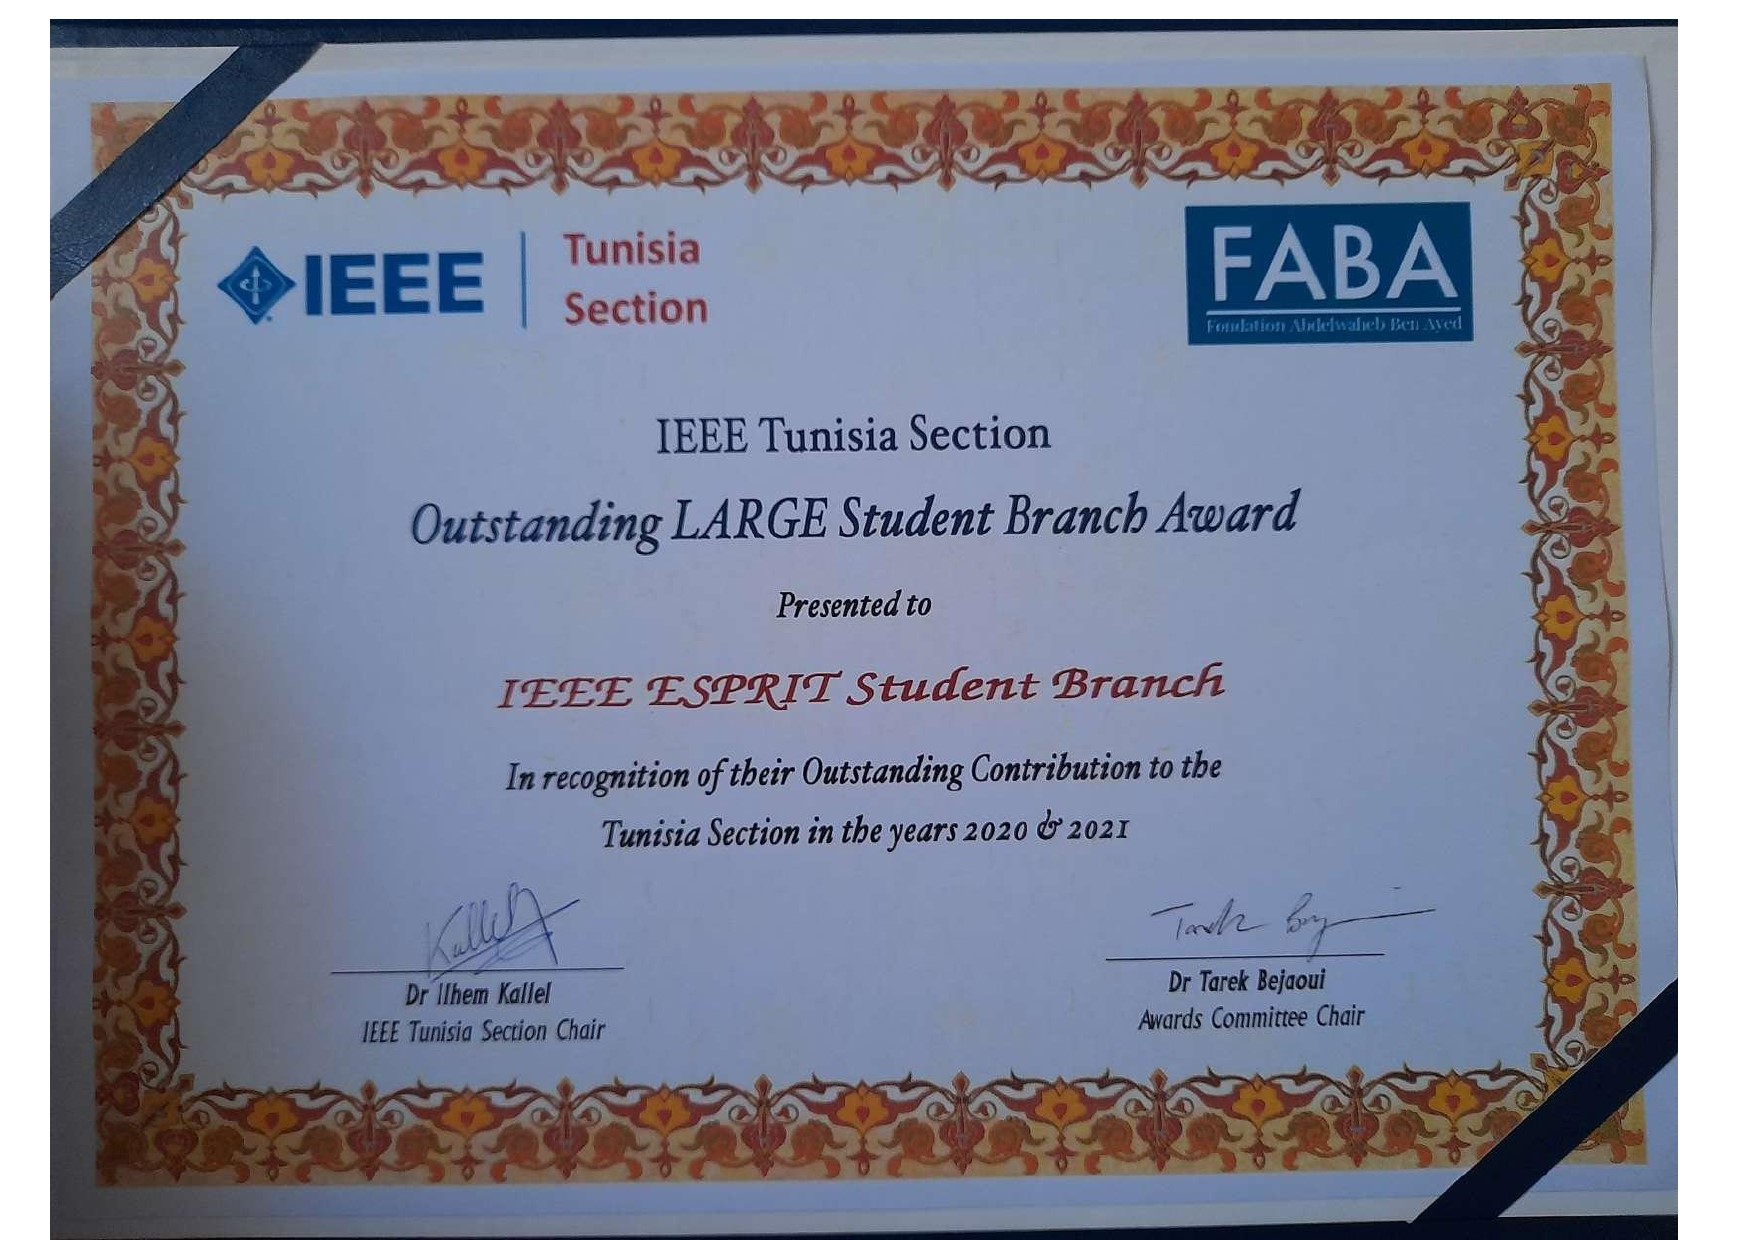 IEEE
Tunisia
Section
FABA
Fondation Abdelwaheb Ben Ayed
IEEE Tunisia Section
Outstanding LARGE Student Branch Award
Presented to
IEEE ESPRIT Student Branch
In recognition of their Outstanding Contribution to the
Tunisia Section in the years 2020 & 2021
Kallel
Tarek
Dr Ilhem Kallel
IEEE Tunisia Section Chair
Dr Tarek Bejaoui
Awards Committee Chair